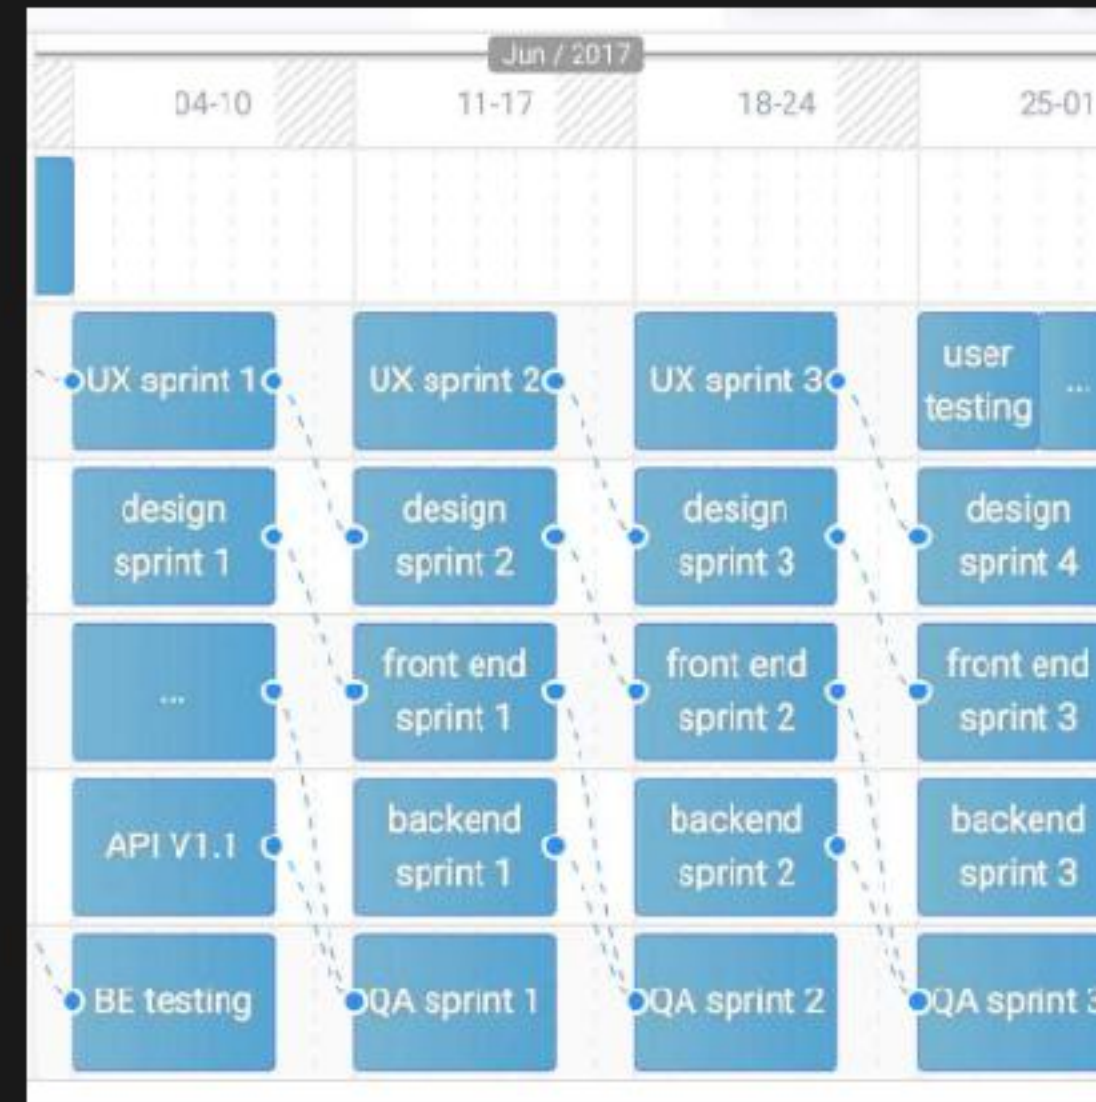 Jun / 2017
04-10
11-17
18-24
25-01
UX sprint 1
UX sprint 2
UX sprint 3
user
testing
...
design
sprint 1
design
sprint 2
design
sprint 3
design
sprint 4
...
front end
sprint 1
front end
sprint 2
front end
sprint 3
API V1.1
backend
sprint 1
backend
sprint 2
backend
sprint 3
BE testing
QA sprint 1
QA sprint 2
QA sprint 3